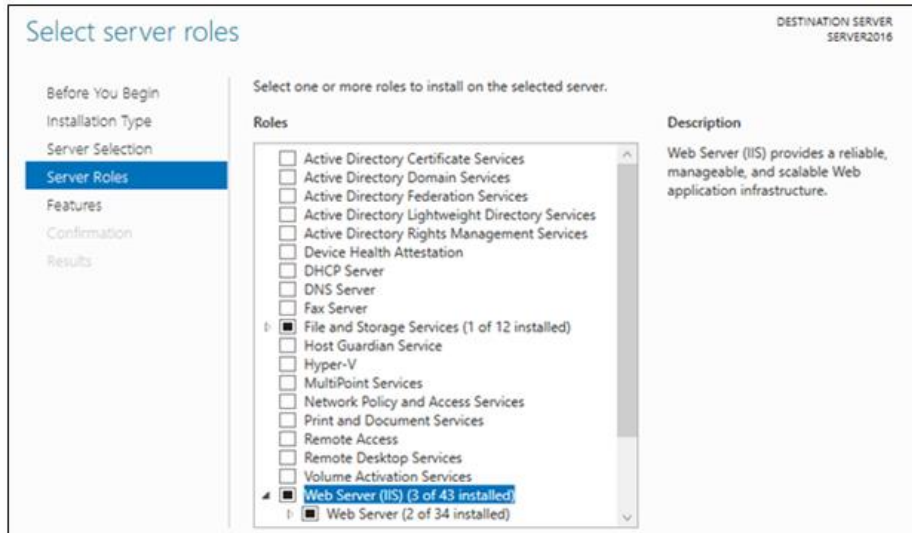 Select server roles
DESTINATION SERVER
SERVER2016
Before You Begin
Installation Type
Server Selection
Server Roles
Features
Confirmation
Results
Select one or more roles to install on the selected server.
Roles
Active Directory Certificate Services
Active Directory Domain Services
Active Directory Federation Services
Active Directory Lightweight Directory Services
Active Directory Rights Management Services
Device Health Attestation
DHCP Server
DNS Server
Fax Server
File and Storage Services (1 of 12 installed)
Host Guardian Service
Hyper-V
MultiPoint Services
Network Policy and Access Services
Print and Document Services
Remote Access
Remote Desktop Services
Volume Activation Services
Web Server (IIS) (3 of 43 installed)
Web Server (2 of 34 installed)
Description
Web Server (IIS) provides a reliable,
manageable, and scalable Web
application infrastructure.